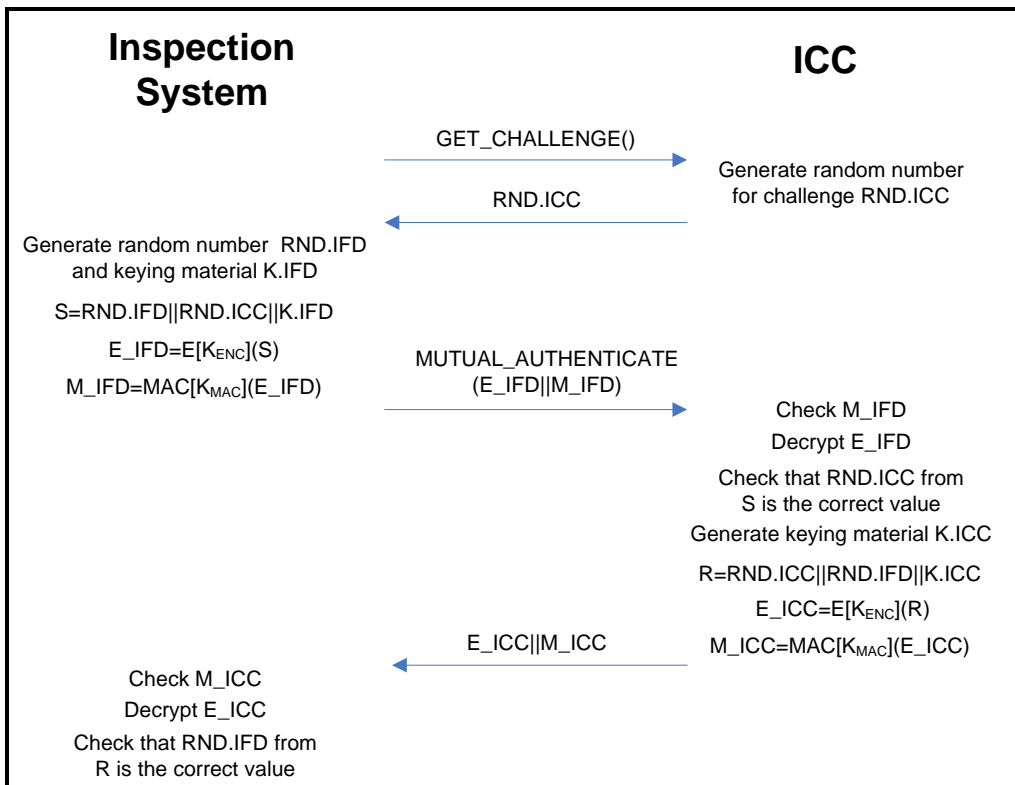 Inspection
System
ICC
GET_CHALLENGE()
Generate random number
for challenge RND.ICC
RND.ICC
Generate random number  RND.IFD
and keying material K.IFD
S=RND.IFD||RND.ICC||K.IFD
E_IFD=E[KENC](S)
M_IFD=MAC[KMAC](E_IFD)
MUTUAL_AUTHENTICATE
(E_IFD||M_IFD)
Check M_IFD
Decrypt E_IFD
Check that RND.ICC from
S is the correct value
Generate keying material K.ICC
R=RND.ICC||RND.IFD||K.ICC
E_ICC=E[KENC](R)
M_ICC=MAC[KMAC](E_ICC)
E_ICC||M_ICC
Check M_ICC
Decrypt E_ICC
Check that RND.IFD from
R is the correct value